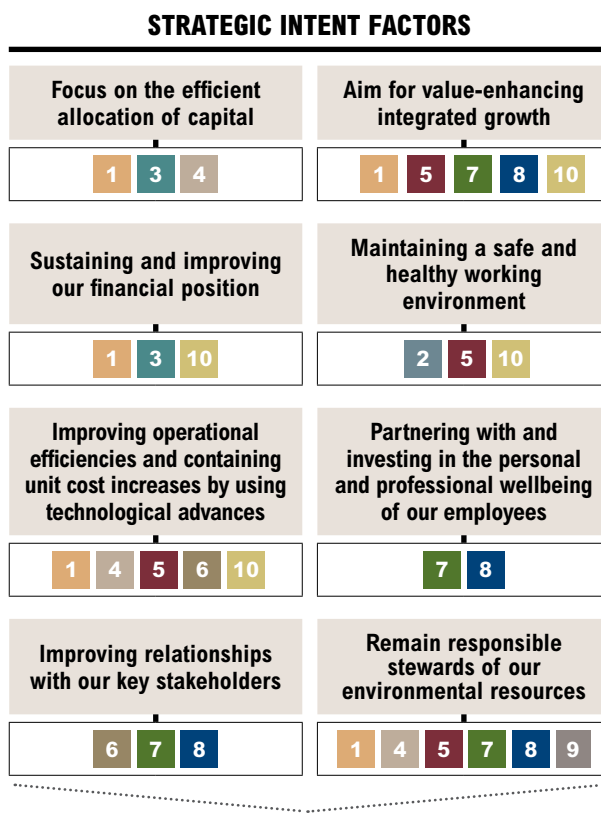 STRATEGIC INTENT FACTORS
Focus on the efficient
allocation of capital
1 3 4
Aim for value-enhancing
integrated growth
1 5 7 8 10
Sustaining and improving
our financial position
1 3 10
Maintaining a safe and
healthy working
environment
2 5 10
Improving operational
efficiencies and containing
unit cost increases by using
technological advances
1 4 5 6 10
Partnering with and
investing in the personal
and professional wellbeing
of our employees
7 8
Improving relationships
with our key stakeholders
6 7 8
Remain responsible
stewards of our
environmental resources
1 4 5 7 8 9